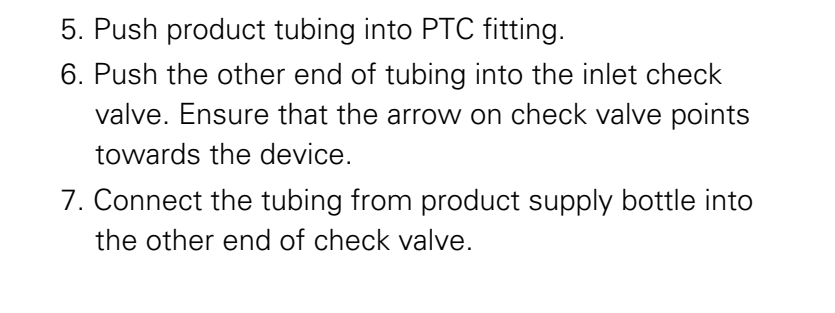 5. Push product tubing into PTC fitting.
6. Push the other end of tubing into the inlet check
valve. Ensure that the arrow on check valve points
towards the device.
7. Connect the tubing from product supply bottle into
the other end of check valve.